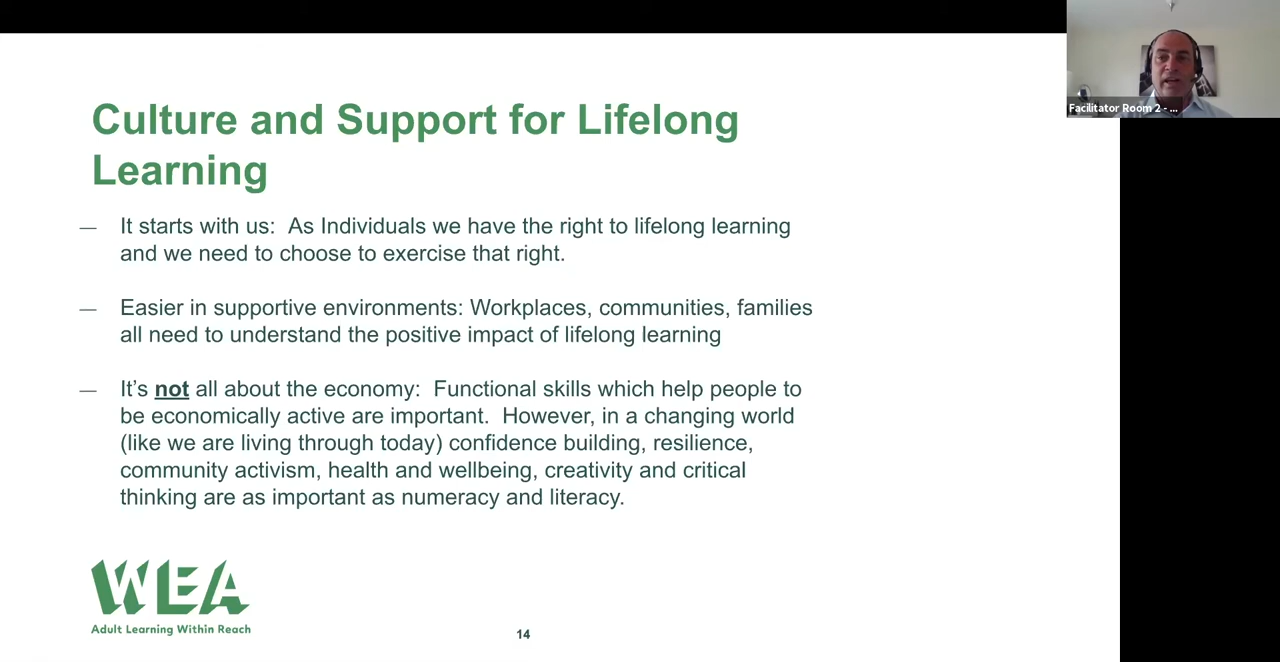 Facilitator Room 2 - ...
Culture and Support for Lifelong
Learning
— It starts with us:  As Individuals we have the right to lifelong learning
and we need to choose to exercise that right.
— Easier in supportive environments: Workplaces, communities, families
all need to understand the positive impact of lifelong learning
— It’s not all about the economy:  Functional skills which help people to
be economically active are important.  However, in a changing world
(like we are living through today) confidence building, resilience,
community activism, health and wellbeing, creativity and critical
thinking are as important as numeracy and literacy.
WEA
Adult Learning Within Reach
14